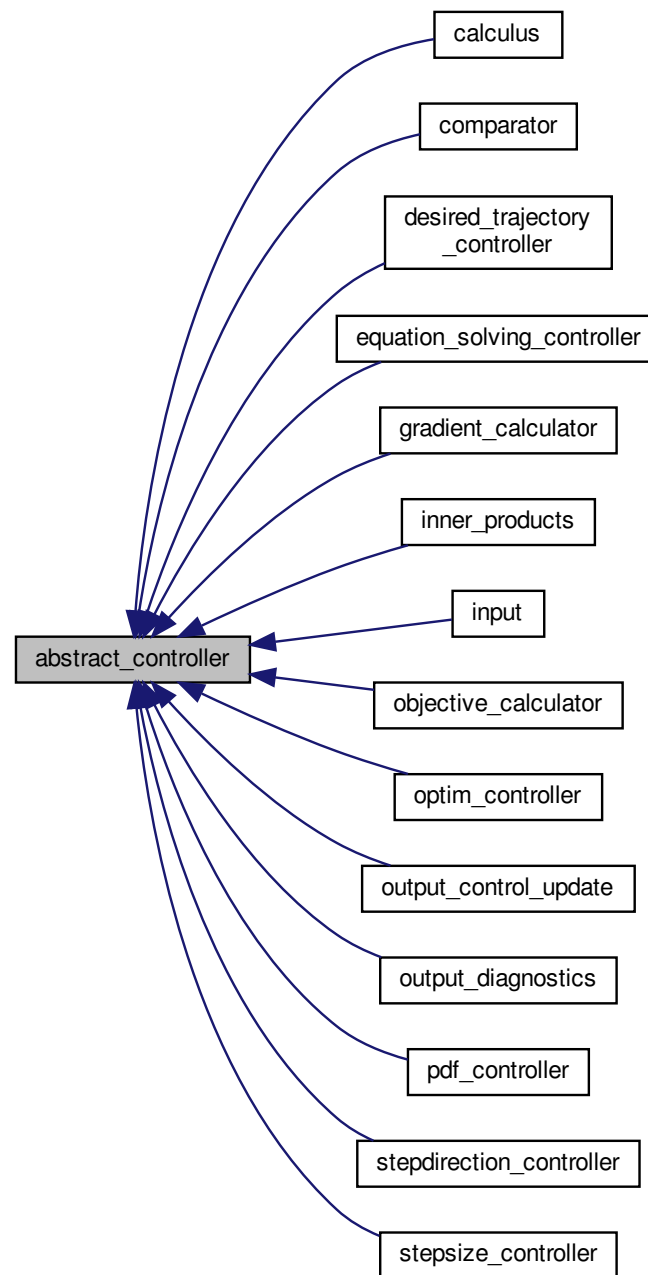 calculus
comparator
desired_trajectory
_controller
equation_solving_controller
gradient_calculator
inner_products
input
abstract_controller
objective_calculator
optim_controller
output_control_update
output_diagnostics
pdf_controller
stepdirection_controller
stepsize_controller